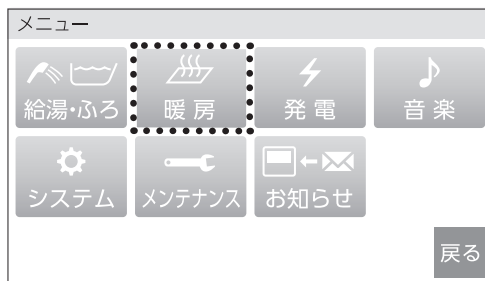 メニュー
給湯・ふろ
暖房
発電
音楽
システム
メンテナンス
お知らせ
戻る